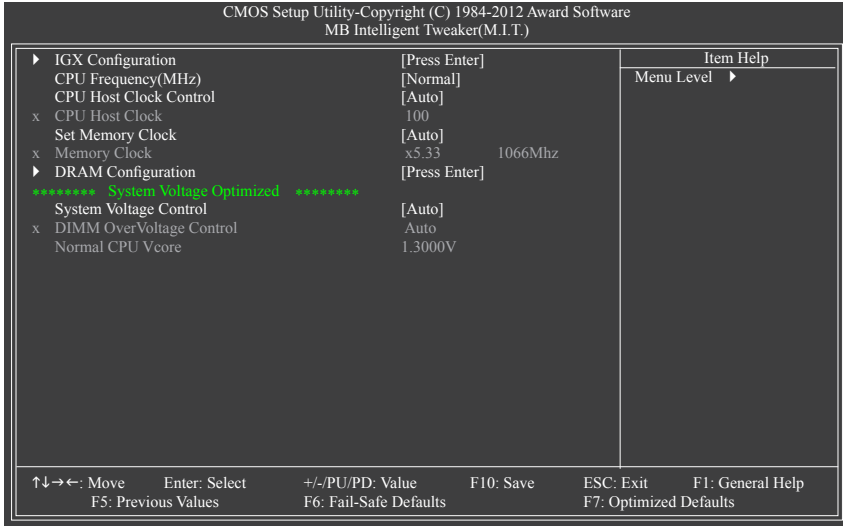 CMOS Setup Utility-Copyright (C) 1984-2012 Award Software
MB Intelligent Tweaker(M.I.T.)
IGX Configuration [Press Enter]
CPU Frequency(MHz) [Normal]
CPU Host Clock Control [Auto]
x CPU Host Clock 100
Set Memory Clock [Auto]
x Memory Clock x5.33 1066Mhz
DRAM Configuration [Press Enter]
******** System Voltage Optimized ********
System Voltage Control [Auto]
x DIMM OverVoltage Control Auto
Normal CPU Vcore 1.3000V
Item Help
Menu Level
↑↓→←: Move Enter: Select +/-/PU/PD: Value F10: Save ESC: Exit F1: General Help
F5: Previous Values F6: Fail-Safe Defaults F7: Optimized Defaults